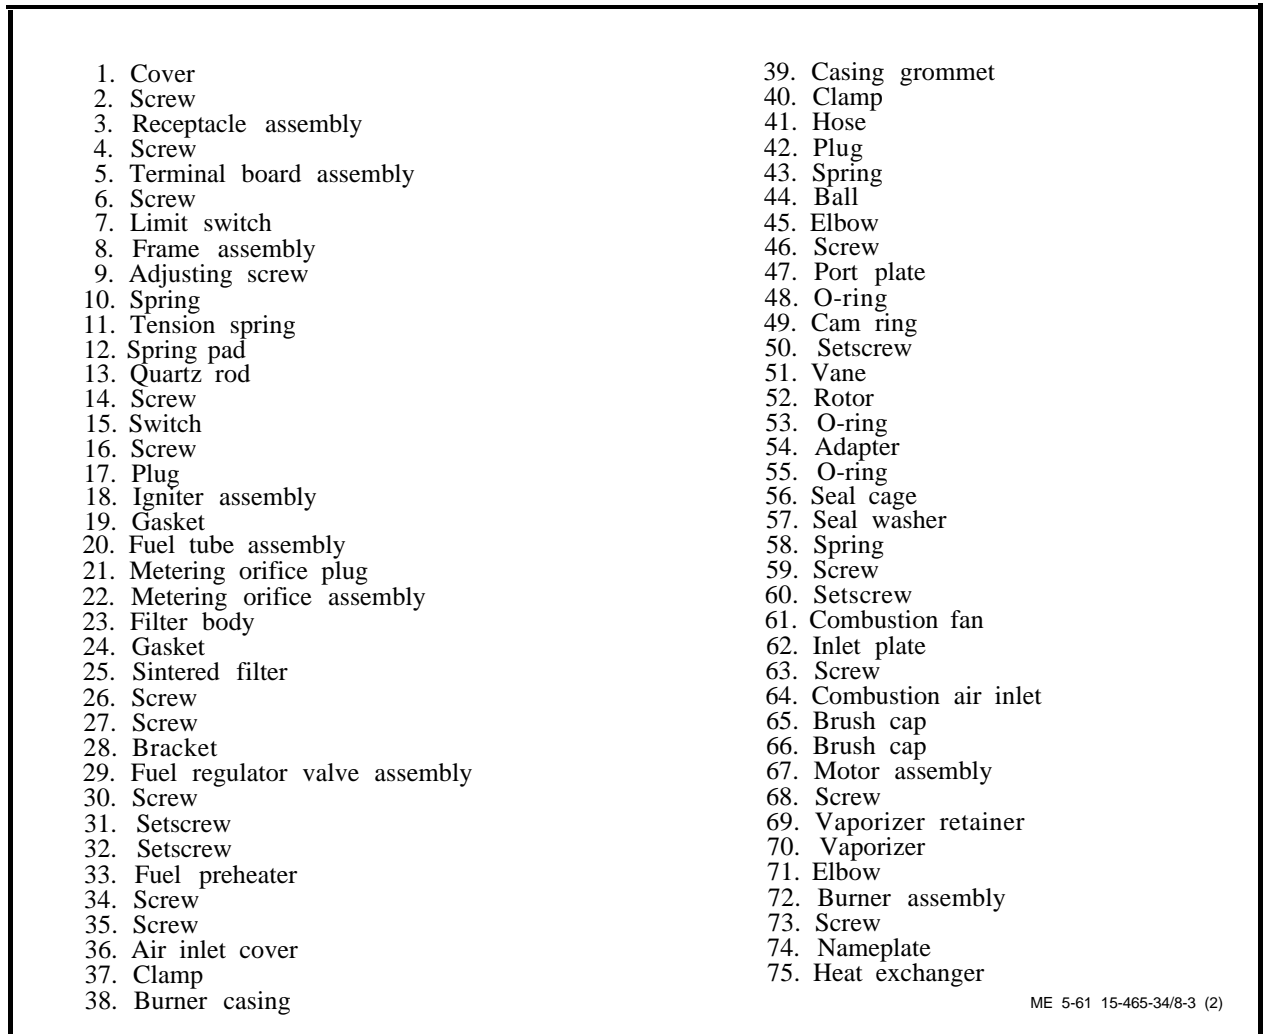 1. Cover
2. Screw
3. Receptacle assembly
4. Screw
5. Terminal board assembly
6. Screw
7. Limit switch
8. Frame assembly
9. Adjusting screw
10. Spring
11. Tension spring
12. Spring pad
13. Quartz rod
14. Screw
15. Switch
16. Screw
17. Plug
18. Igniter assembly
19. Gasket
20. Fuel tube assembly
21. Metering orifice plug
22. Metering orifice assembly
23. Filter body
24. Gasket
25. Sintered filter
26. Screw
27. Screw
28. Bracket
29. Fuel regulator valve assembly
30. Screw
31. Setscrew
32. Setscrew
33. Fuel preheater
34. Screw
35. Screw
36. Air inlet cover
37. Clamp
38. Burner casing
39. Casing grommet
40. Clamp
41. Hose
42. Plug
43. Spring
44. Ball
45. Elbow
46. Screw
47. Port plate
48. O-ring
49. Cam ring
50. Setscrew
51. Vane
52. Rotor
53. O-ring
54. Adapter
55. O-ring
56. Seal cage
57. Seal washer
58. Spring
59. Screw
60. Setscrew
61. Combustion fan
62. Inlet plate
63. Screw
64. Combustion air inlet
65. Brush cap
66. Brush cap
67. Motor assembly
68. Screw
69. Vaporizer retainer
70. Vaporizer
71. Elbow
72. Burner assembly
73. Screw
74. Nameplate
75. Heat exchanger
ME 5-61 15-465-34/8-3 (2)